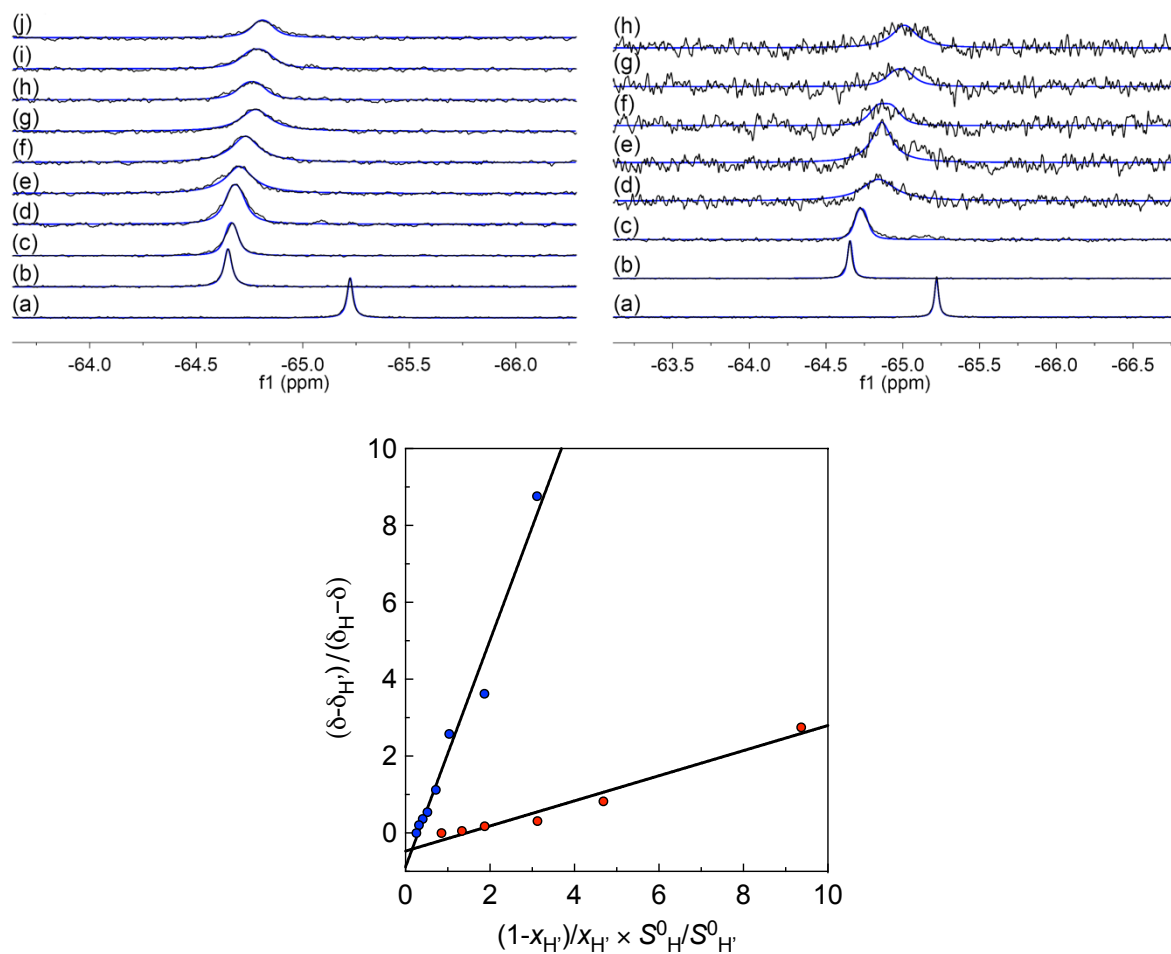 (j)
(i)
(h)
(g)
(f)
(e)
(d)
(c)
(b)
(a)
-64.0 -64.5 -65.0 -65.5 -66.0
f1 (ppm)
(h)
(g)
(f)
(e)
(d)
(c)
(b)
(a)
-63.5 -64.0 -64.5 -65.0 -65.5 -66.0 -66.5
f1 (ppm)
(δ-δH')/(δH−δ)
10
8
6
4
2
0
0 2 4 6 8 10
(1-xH')/xH' × S⁰H/S⁰H'